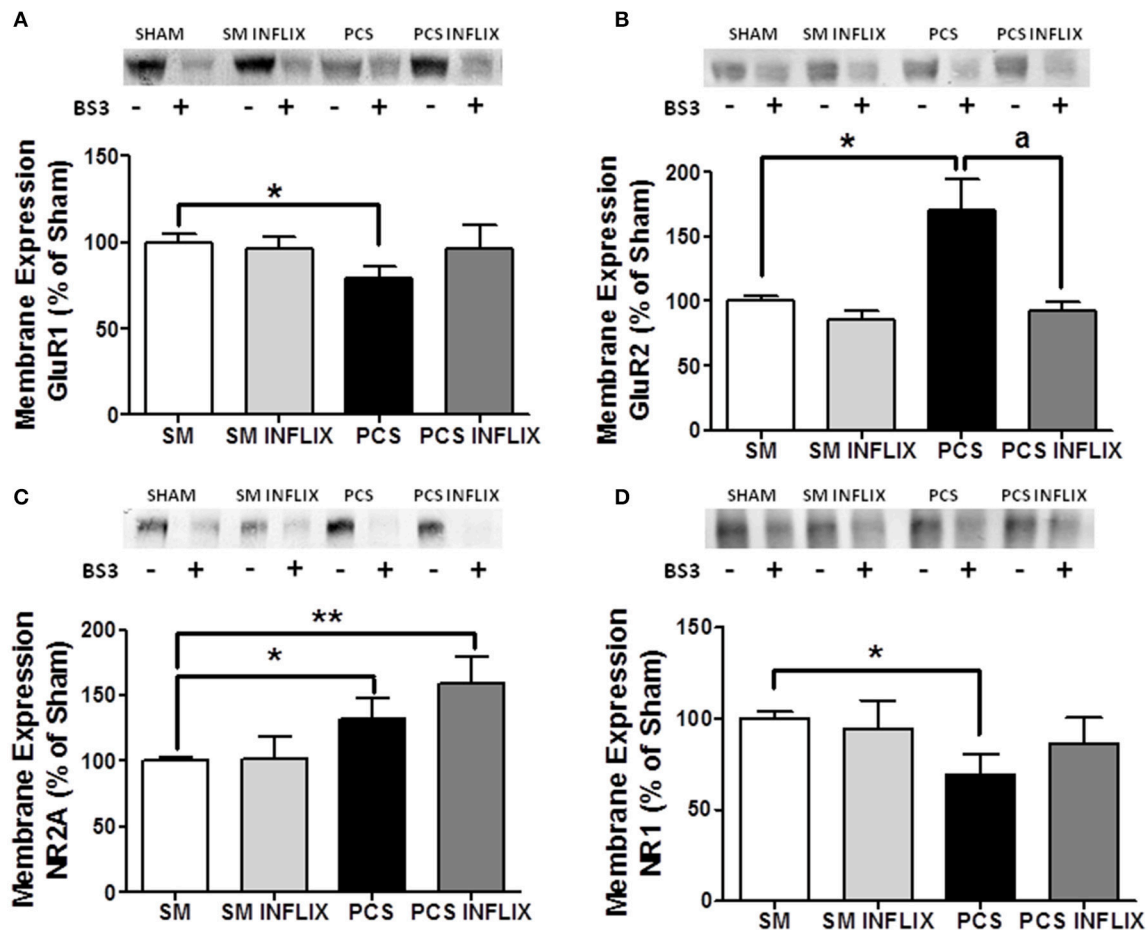 A
SHAM SM INFLIX PCS PCS INFLIX
BS3 - + - + - + - +
Membrane Expression
GluR1 (% of Sham)
150
100
50
0
*
SM SM INFLIX PCS PCS INFLIX
B
SHAM SM INFLIX PCS PCS INFLIX
BS3 - + - + - + - +
Membrane Expression
GluR2 (% of Sham)
200
150
100
50
0
* a
SM SM INFLIX PCS PCS INFLIX
C
SHAM SM INFLIX PCS PCS INFLIX
BS3 - + - + - + - +
Membrane Expression
NR2A (% of Sham)
200
150
100
50
0
**
*
SM SM INFLIX PCS PCS INFLIX
D
SHAM SM INFLIX PCS PCS INFLIX
BS3 - + - + - + - +
Membrane Expression
NR1 (% of Sham)
150
100
50
0
*
SM SM INFLIX PCS PCS INFLIX